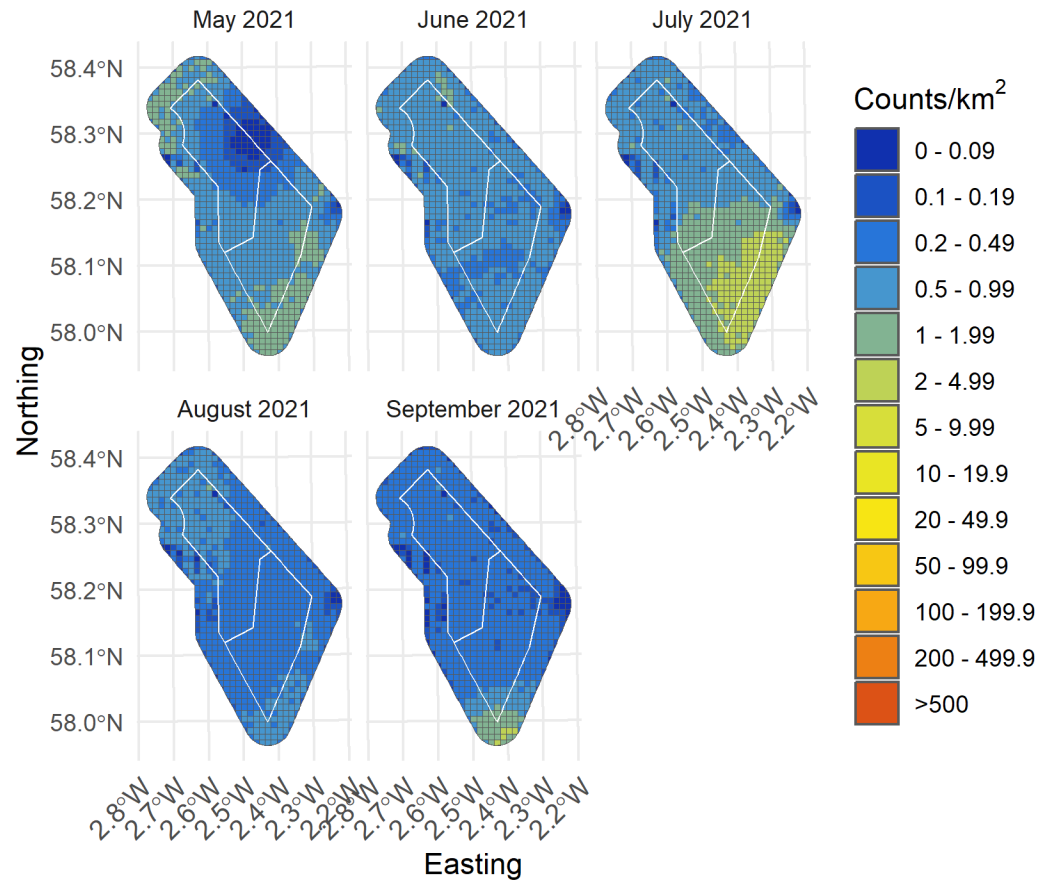 May 2021
June 2021
July 2021
58.4°N
58.3°N
58.2°N
58.1°N
58.0°N
2.8°W
2.7°W
2.6°W
2.5°W
2.4°W
2.3°W
2.2°W
August 2021
September 2021
58.4°N
58.3°N
58.2°N
58.1°N
58.0°N
2.8°W
2.7°W
2.6°W
2.5°W
2.4°W
2.3°W
2.2°W
2.8°W
2.7°W
2.6°W
2.5°W
2.4°W
2.3°W
2.2°W
Northing
Easting
Counts/km²
0 - 0.09
0.1 - 0.19
0.2 - 0.49
0.5 - 0.99
1 - 1.99
2 - 4.99
5 - 9.99
10 - 19.9
20 - 49.9
50 - 99.9
100 - 199.9
200 - 499.9
>500